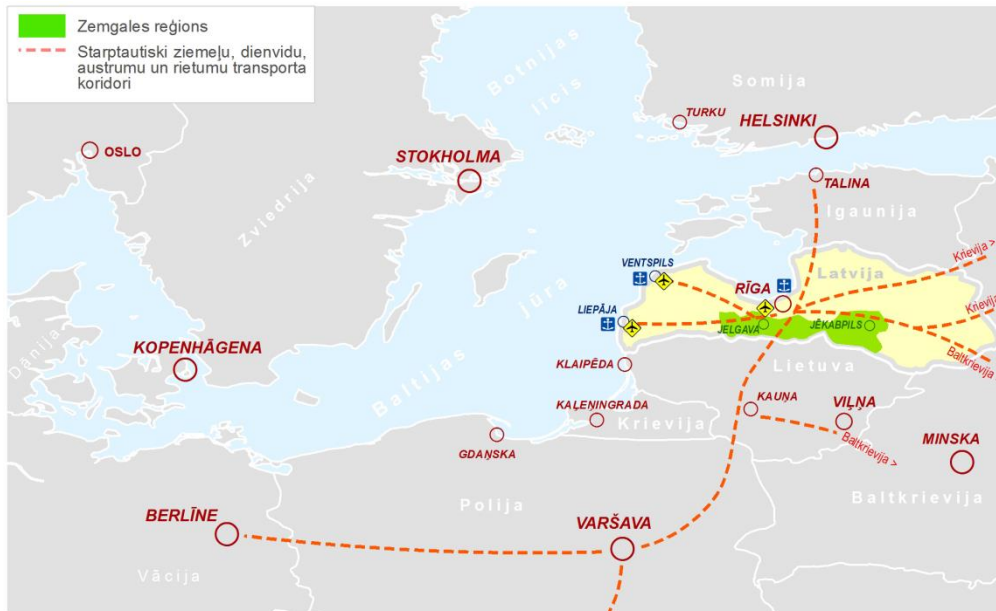 Zemgales reģions
Starptautiski ziemeļu, dienvidu,
austrumu un rietumu transporta
koridori
Botnijas
līcis
Somija
TURKU
HELSINKI
OSLO
STOKHOLMA
TALINA
Zviedrija
Igaunija
Krievija >
VENTSPILS
Latvija
RĪGA
LIEPĀJA
Krievija >
JELGAVA
JĒKABPILS
Baltijas
jūra
Dānija
KOPENHĀGENA
Baltkrievija
KLAIPĒDA
Lietuva
KAĻĒŅINGRADA
KAUŅA
Krievija
VIĻŅA
GDAŅSKA
Baltkrievija >
MINSKA
Polija
Baltkrievija
BERLĪNE
VARŠAVA
Vācija